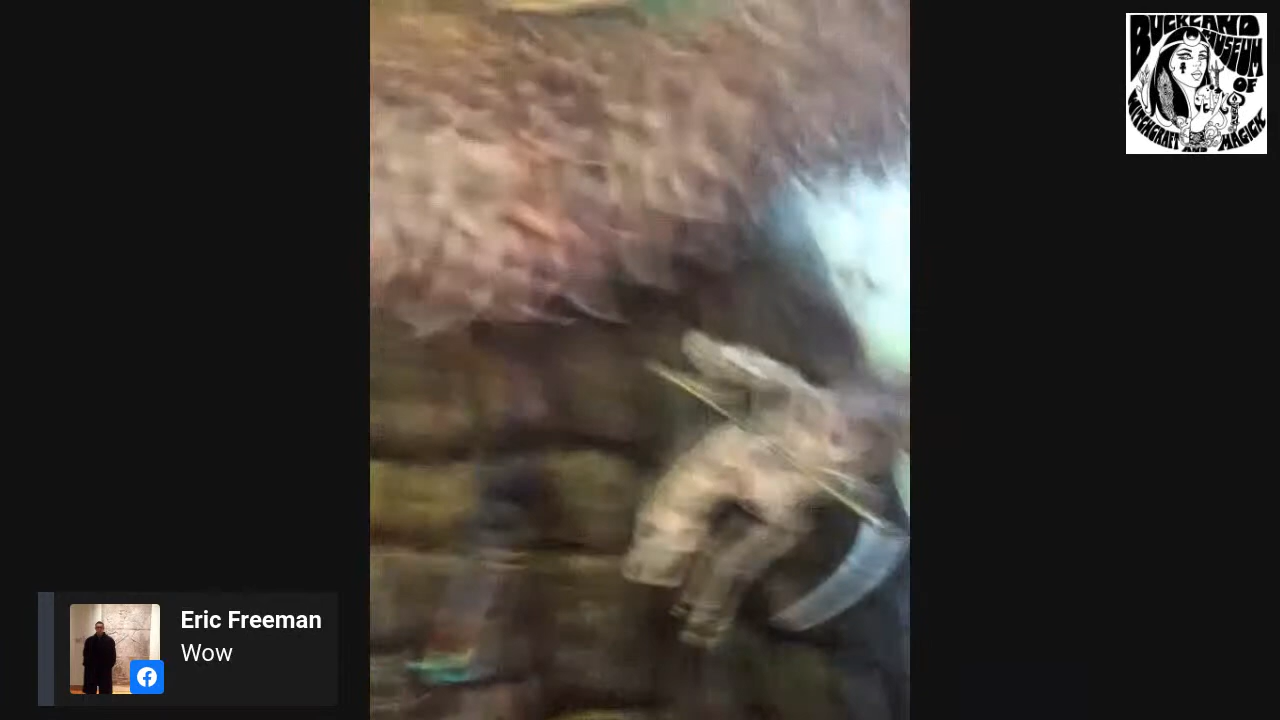 BUCKLAND
MUSEUM
OF
WITCHCRAFT
AND
MAGICK
Eric Freeman
Wow